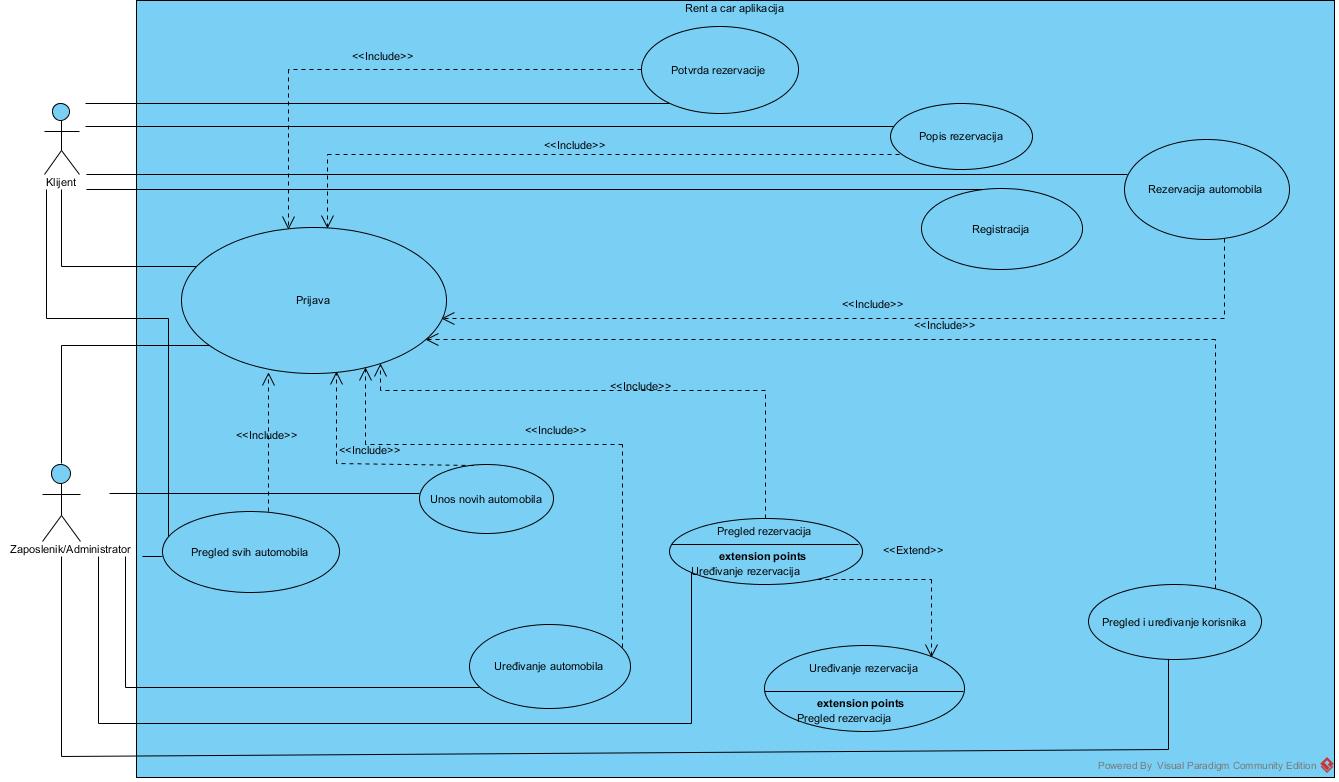 Rent a car aplikacija
<<Include>>
Potvrda rezervacije
Popis rezervacija
<<Include>>
Klijent
Rezervacija automobila
Registracija
Prijava
<<Include>>
<<Include>>
<<Include>>
<<Include>>
<<Include>>
<<Include>>
Unos novih automobila
Pregled rezervacija
Zaposlenik/Administrator
Pregled svih automobila
<<Extend>>
extension points
Uređivanje rezervacija
Pregled i uređivanje korisnika
Uređivanje automobila
Uređivanje rezervacija
extension points
Pregled rezervacija
Powered By Visual Paradigm Community Edition